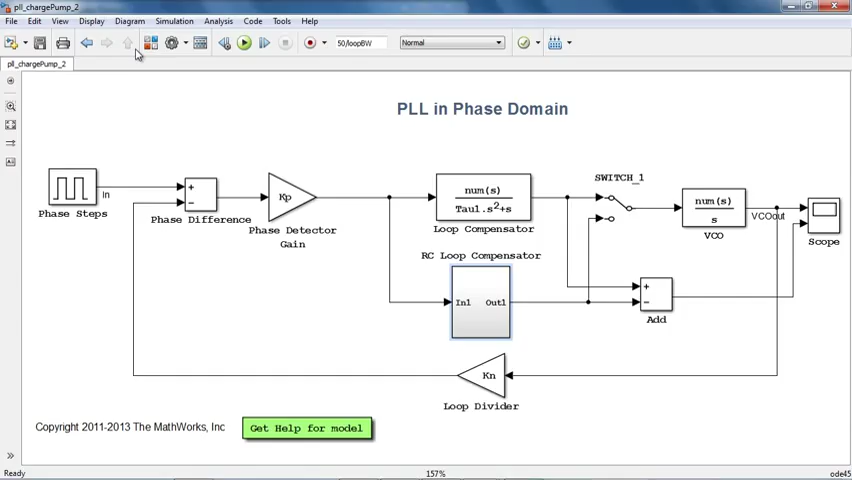 pll_chargePump_2
File Edit View Display Diagram Simulation Analysis Code Tools Help
50/loopBW Normal
pll_chargePump_2
PLL in Phase Domain
Phase Steps
In
+
−
Phase Difference
Kp
Phase Detector
Gain
num(s)
Tau1.s²+s
Loop Compensator
SWITCH_1
num(s)
s
VCO
VCOout
Scope
RC Loop Compensator
In1 Out1
+
−
Add
Kn
Loop Divider
Copyright 2011-2013 The MathWorks, Inc
Get Help for model
Ready 157% ode45